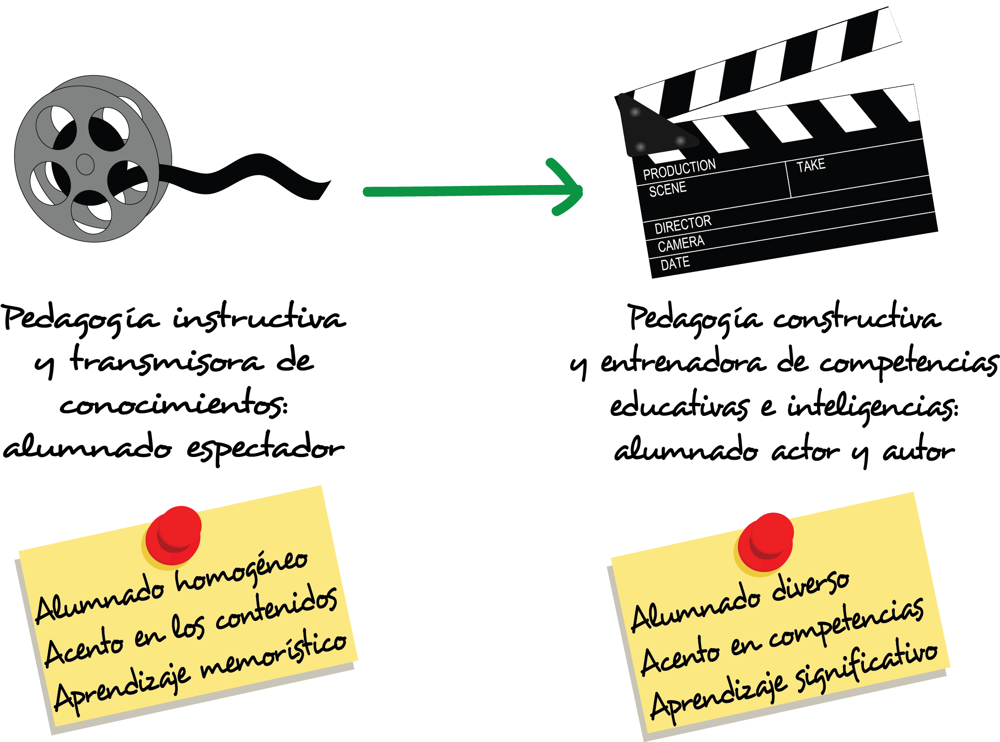 PRODUCTION
SCENE
TAKE
DIRECTOR
CAMERA
DATE
Pedagogía instructiva
y transmisora de
conocimientos:
alumnado espectador
Pedagogía constructiva
y entrenadora de competencias
educativas e inteligencias:
alumnado actor y autor
Alumnado homogéneo
Acento en los contenidos
Aprendizaje memorístico
Alumnado diverso
Acento en competencias
Aprendizaje significativo